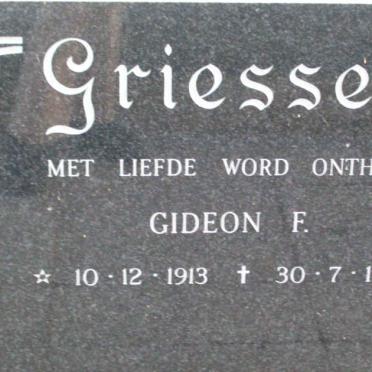 Griesse
MET LIEFDE WORD ONTH
GIDEON F.
☆ 10·12·1913 ✝ 30·7·1